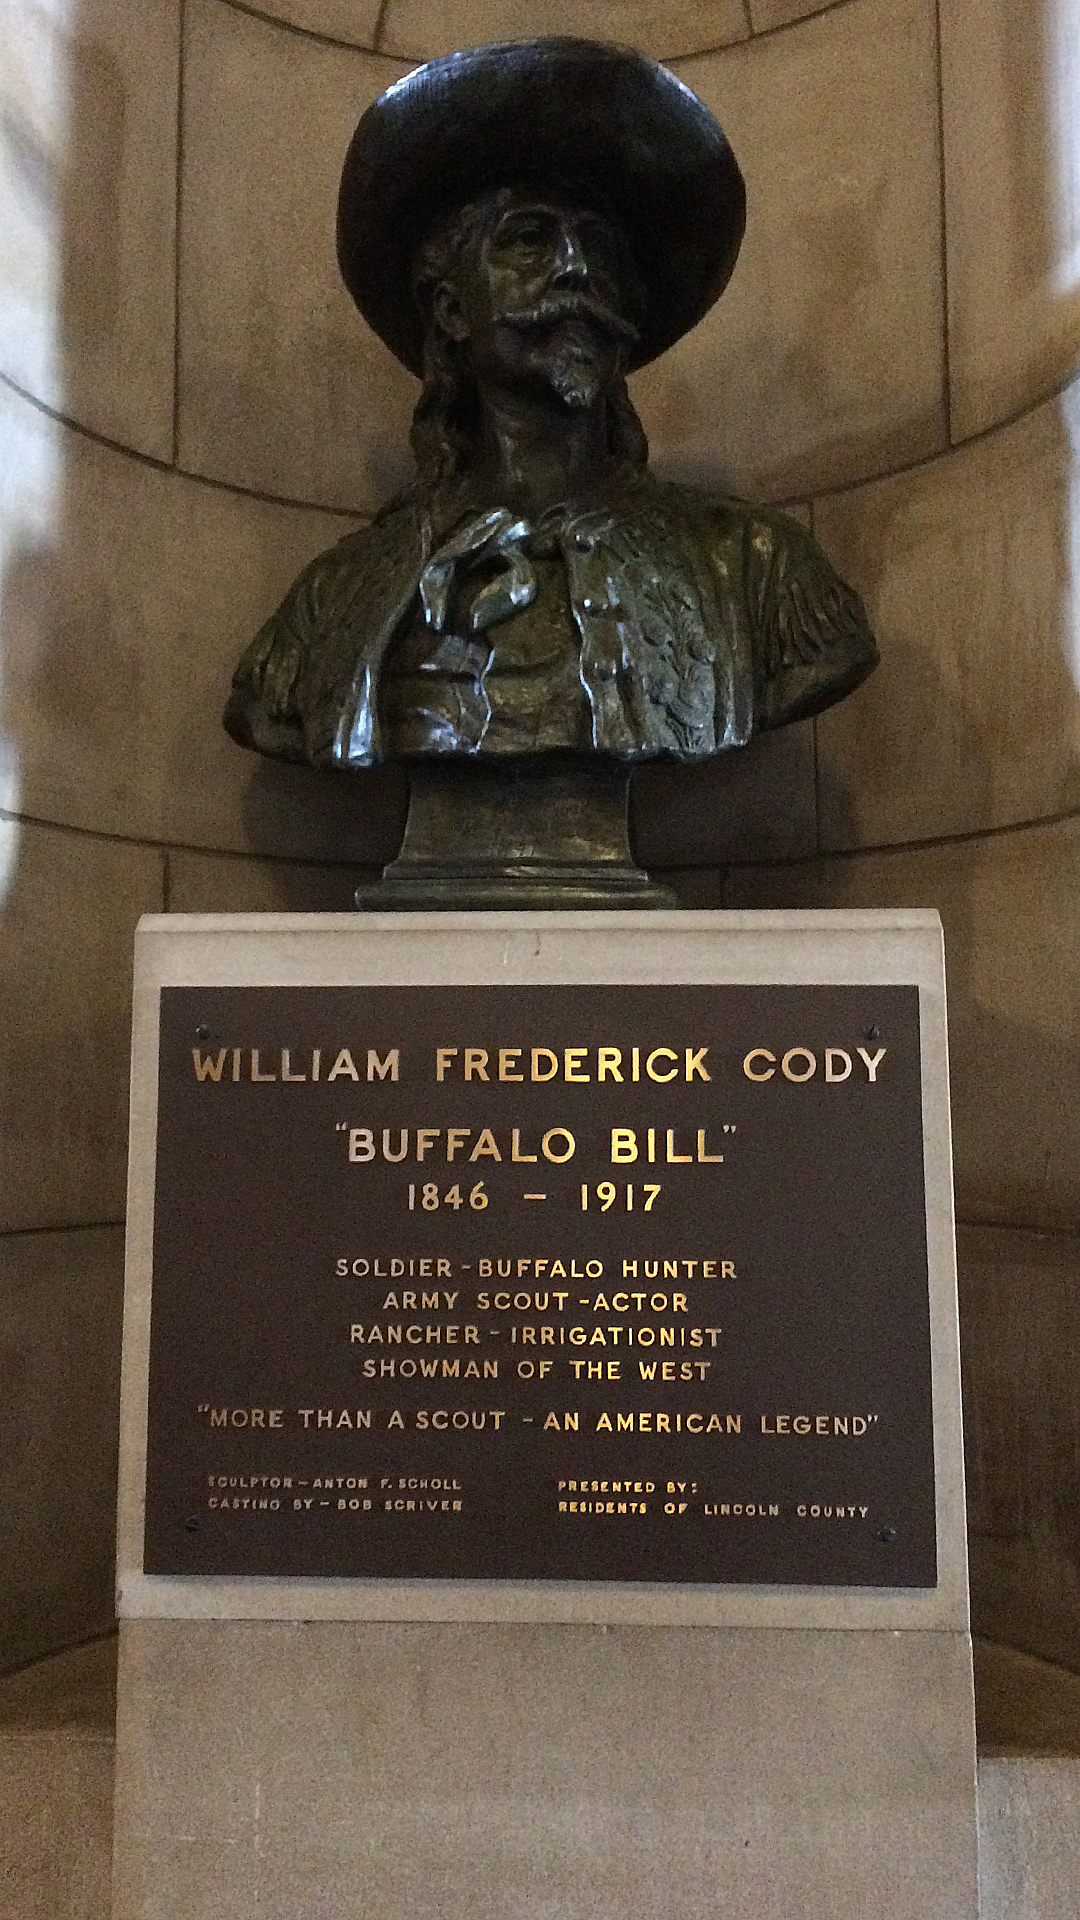 WILLIAM FREDERICK CODY
"BUFFALO BILL"
1846 – 1917
SOLDIER-BUFFALO HUNTER
ARMY SCOUT-ACTOR
RANCHER-IRRIGATIONIST
SHOWMAN OF THE WEST
"MORE THAN A SCOUT - AN AMERICAN LEGEND"
SCULPTOR-ANTON F. SCHOLL
CASTING BY-BOB SCRIVER
PRESENTED BY:
RESIDENTS OF LINCOLN COUNTY